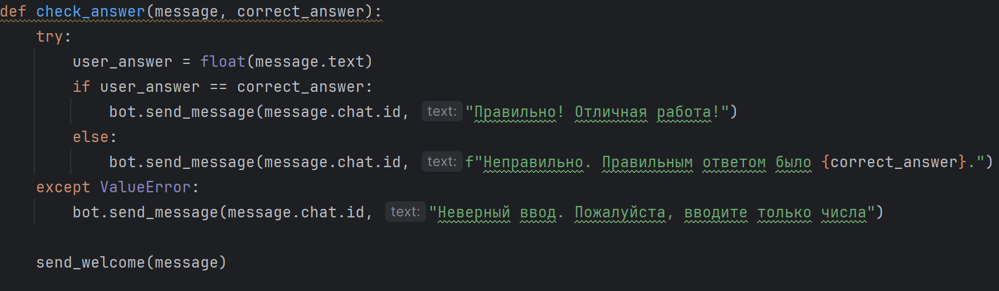 def check_answer(message, correct_answer):
    try:
        user_answer = float(message.text)
        if user_answer == correct_answer:
            bot.send_message(message.chat.id, text: "Правильно! Отличная работа!")
        else:
            bot.send_message(message.chat.id, text: f"Неправильно. Правильным ответом было {correct_answer}.")
    except ValueError:
        bot.send_message(message.chat.id, text: "Неверный ввод. Пожалуйста, вводите только числа")
    send_welcome(message)